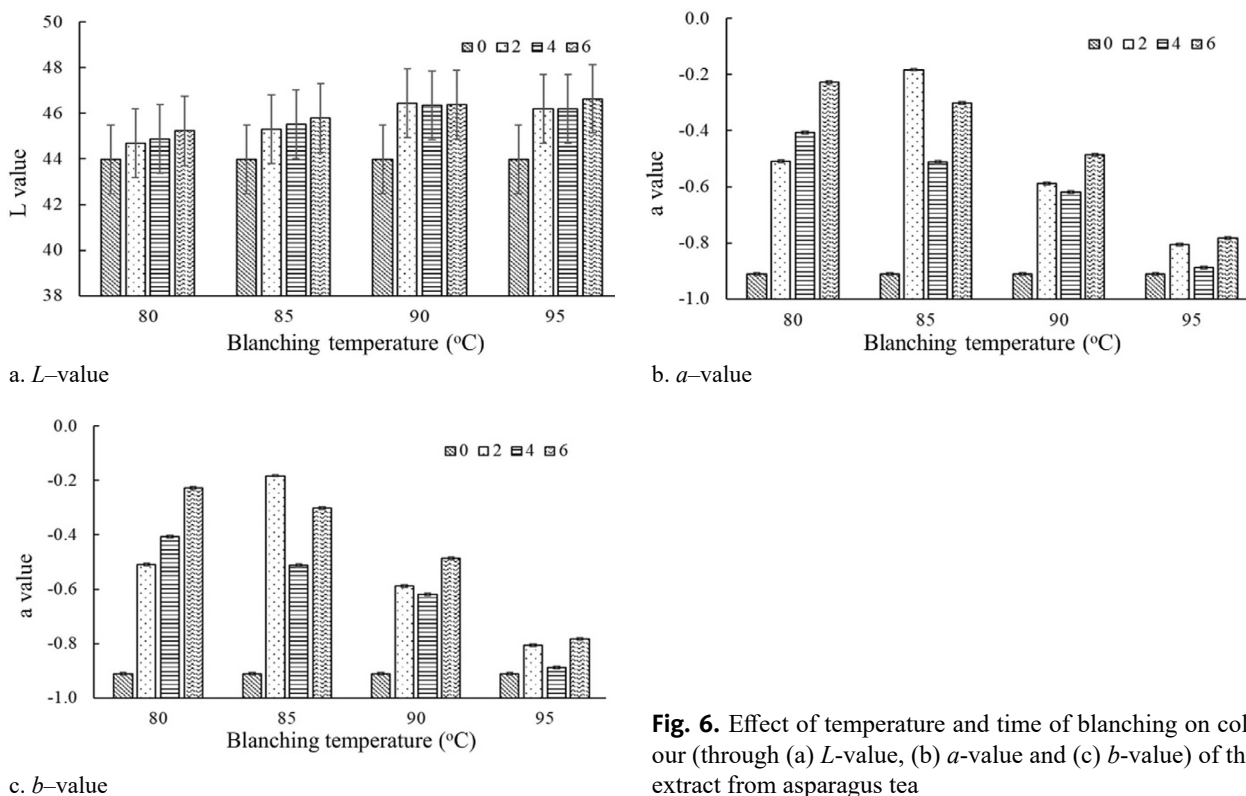 50
48
46
44
42
40
38
L value
0 2 4 6
80 85 90 95
Blanching temperature (°C)
a. L–value
0.0
-0.2
-0.4
-0.6
-0.8
-1.0
a value
0 2 4 6
80 85 90 95
Blanching temperature (°C)
b. a–value
0.0
-0.2
-0.4
-0.6
-0.8
-1.0
a value
0 2 4 6
80 85 90 95
Blanching temperature (°C)
c. b–value
Fig. 6. Effect of temperature and time of blanching on col
our (through (a) L-value, (b) a-value and (c) b-value) of th
extract from asparagus tea